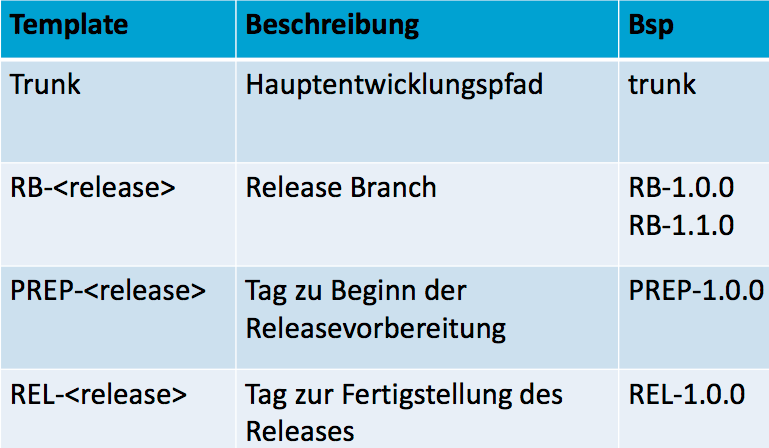 Template Beschreibung Bsp
Trunk Hauptentwicklungspfad trunk
RB-<release> Release Branch RB-1.0.0
RB-1.1.0
PREP-<release> Tag zu Beginn der PREP-1.0.0
Releasevorbereitung
REL-<release> Tag zur Fertigstellung des REL-1.0.0
Releases